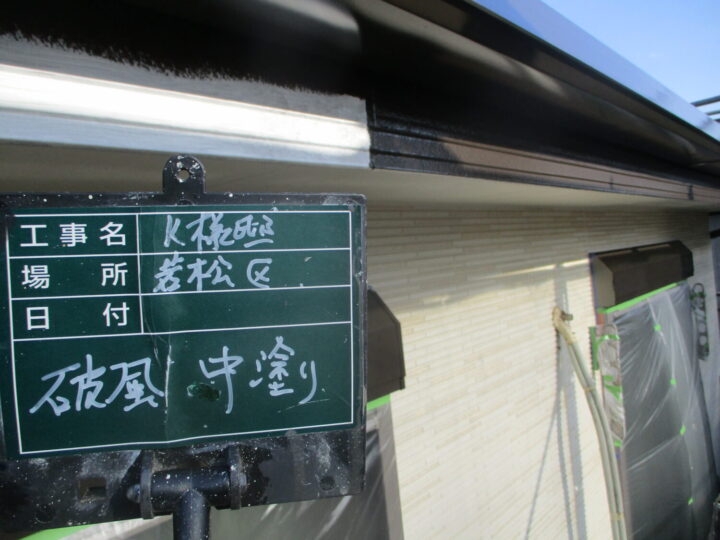 工事名 K様邸
場所 若松区
日付
破風 中塗り